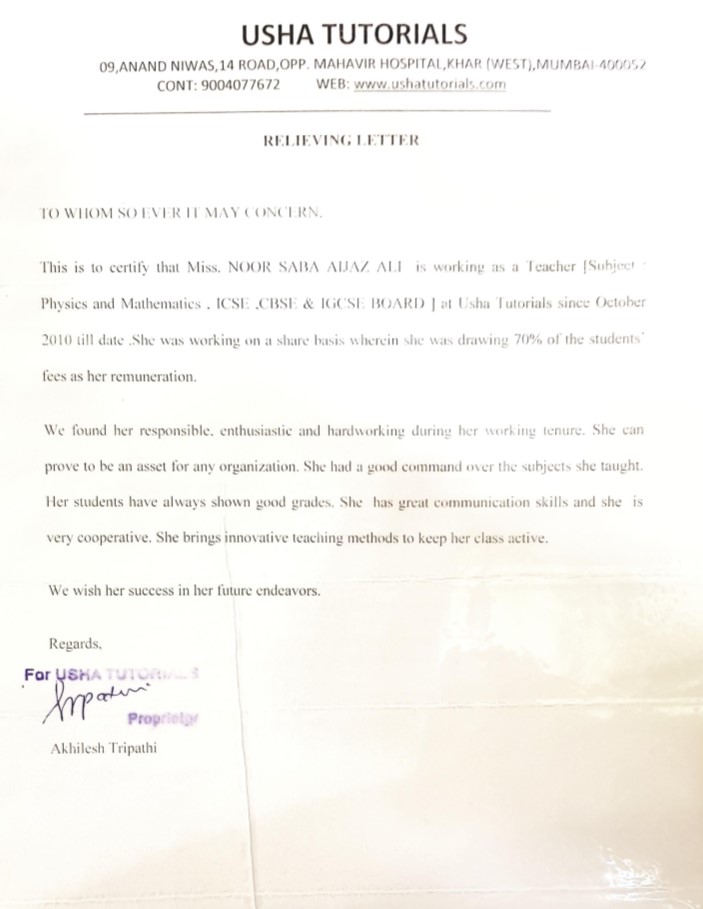 USHA TUTORIALS
09,ANAND NIWAS,14 ROAD,OPP. MAHAVIR HOSPITAL,KHAR (WEST),MUMBAI-400052
CONT: 9004077672 WEB: www.ushatutorials.com
RELIEVING LETTER
TO WHOM SO EVER IT MAY CONCERN,
This is to certify that Miss. NOOR SABA AIJAZ ALI is working as a Teacher [Subject :
Physics and Mathematics , ICSE ,CBSE & IGCSE BOARD ] at Usha Tutorials since October
2010 till date .She was working on a share basis wherein she was drawing 70% of the students'
fees as her remuneration.
We found her responsible, enthusiastic and hardworking during her working tenure. She can
prove to be an asset for any organization. She had a good command over the subjects she taught.
Her students have always shown good grades. She has great communication skills and she is
very cooperative. She brings innovative teaching methods to keep her class active.
We wish her success in her future endeavors.
Regards,
For USHA TUTORIALS
Proprietor
Akhilesh Tripathi